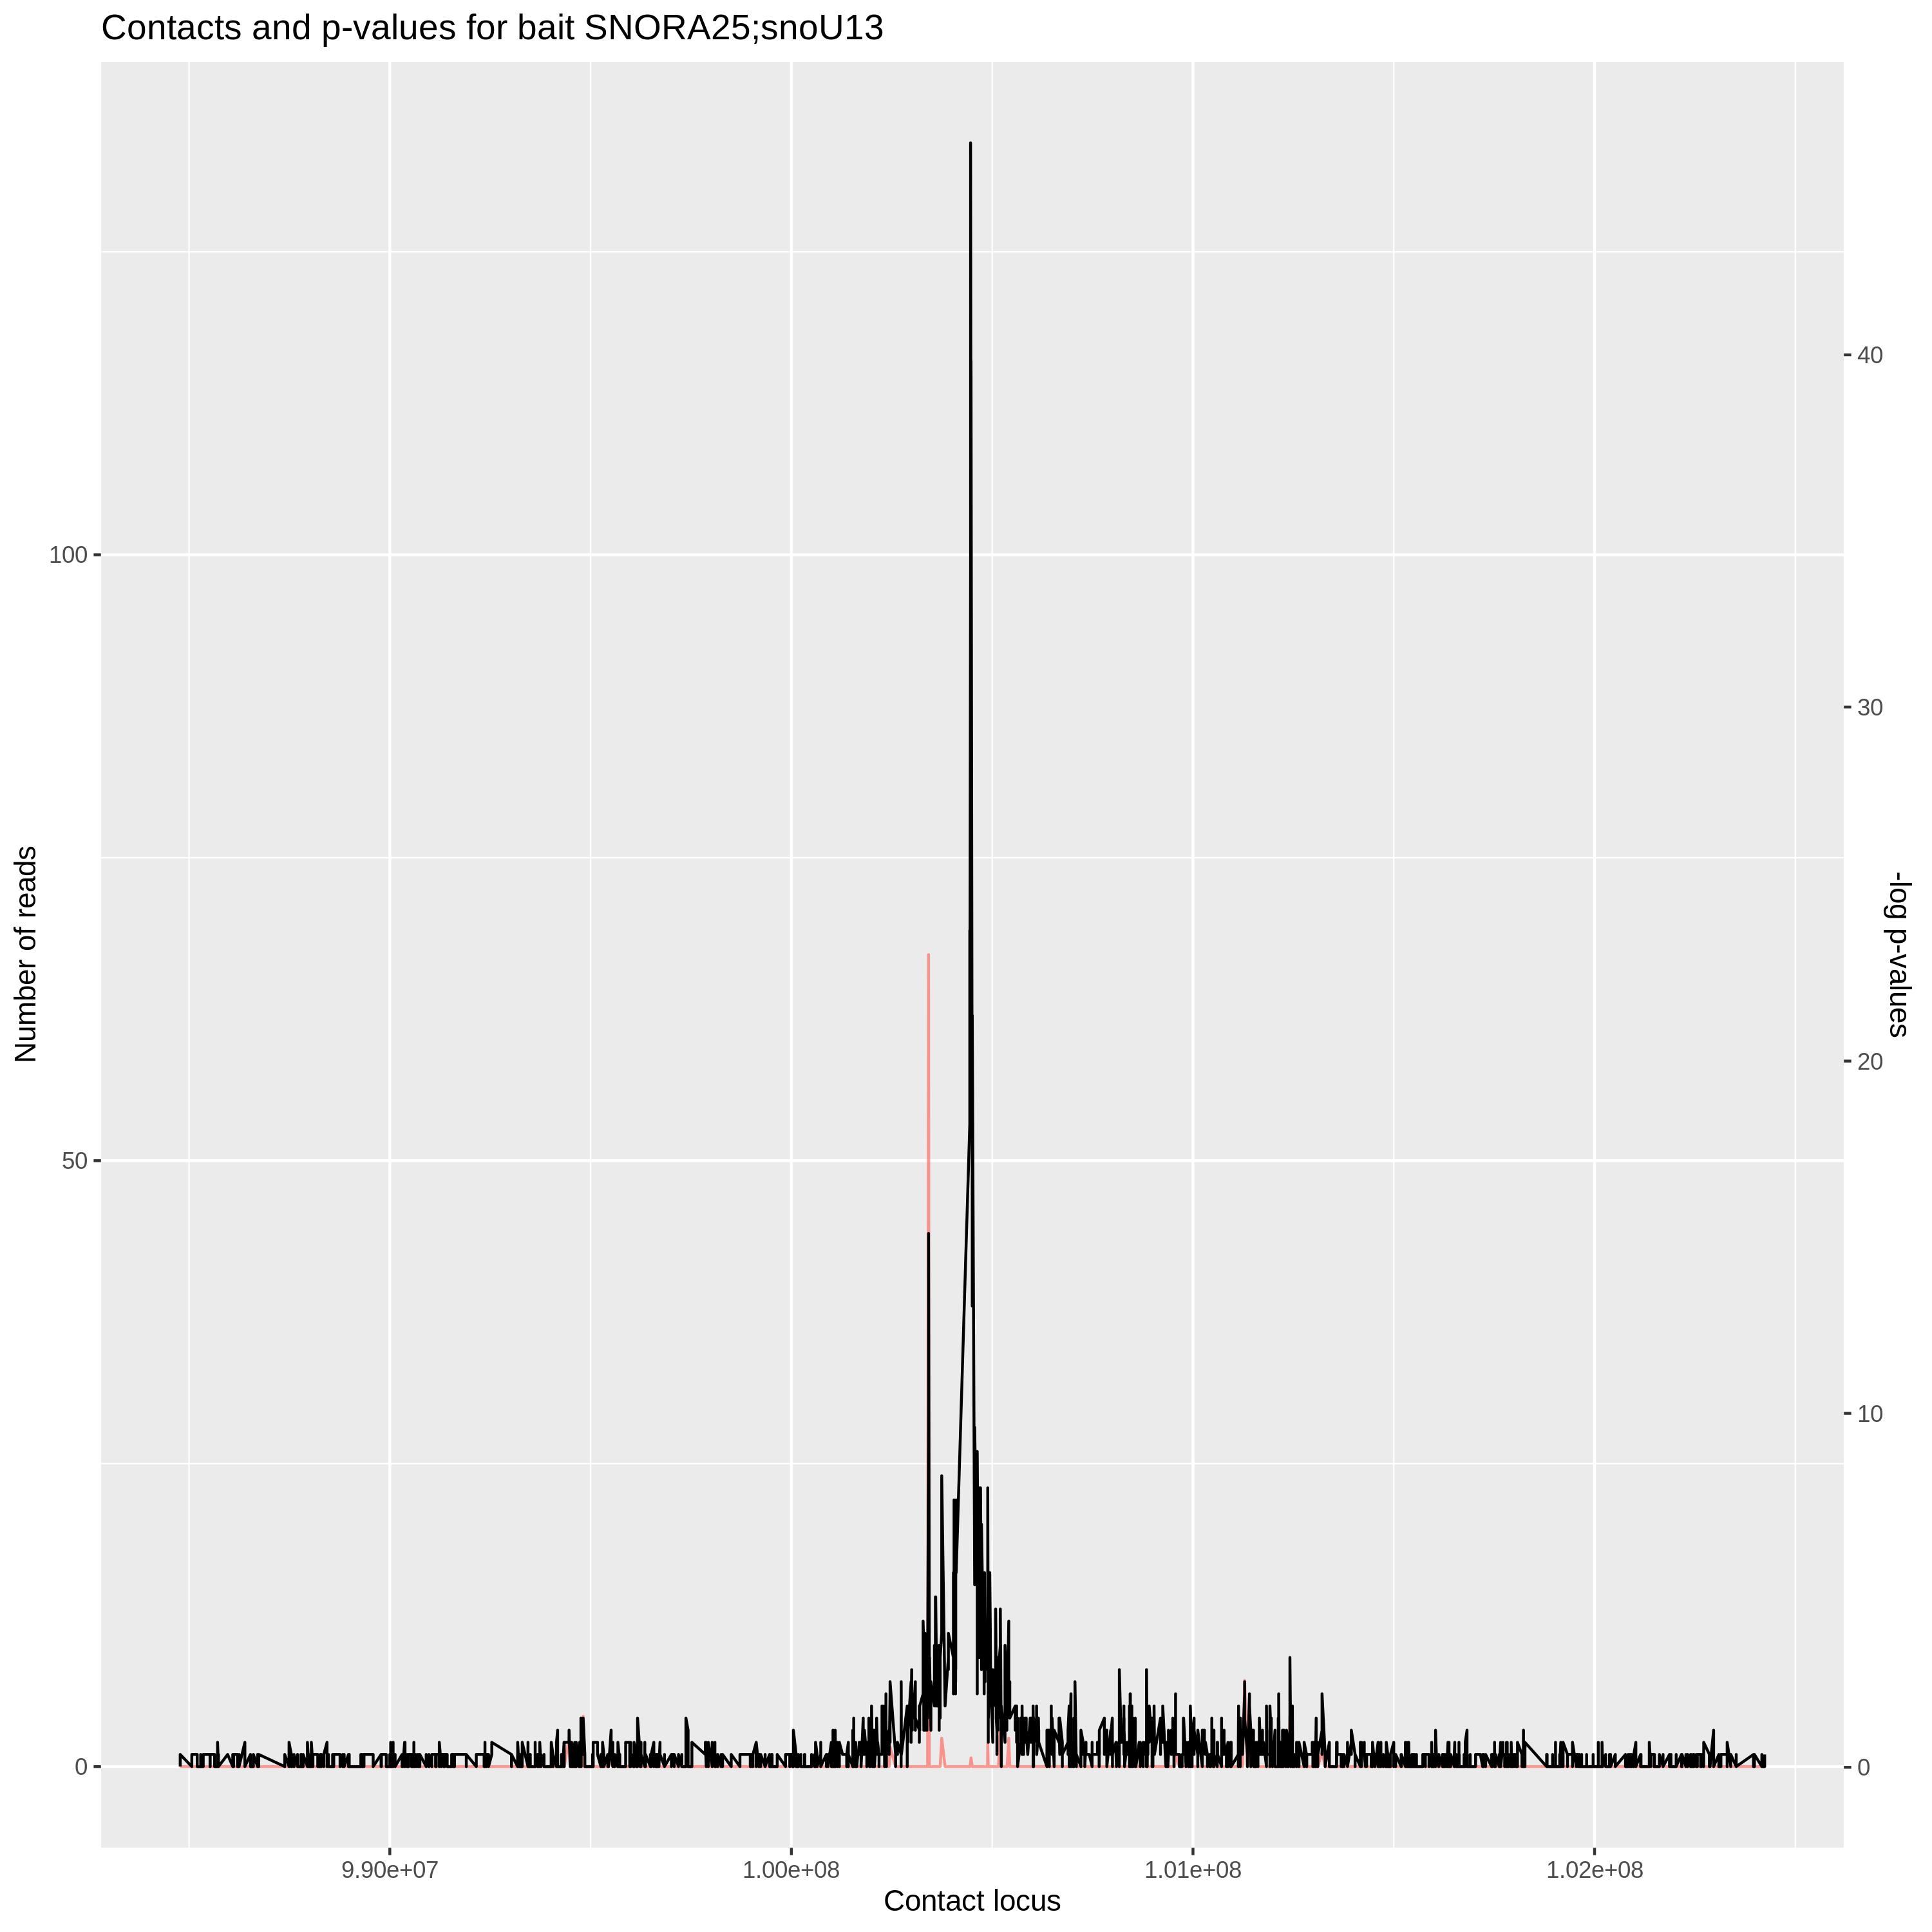 Contacts and p-values for bait SNORA25;snoU13
Number of reads
100
50
0
40
30
20
10
0
-log p-values
9.90e+07
1.00e+08
1.01e+08
1.02e+08
Contact locus